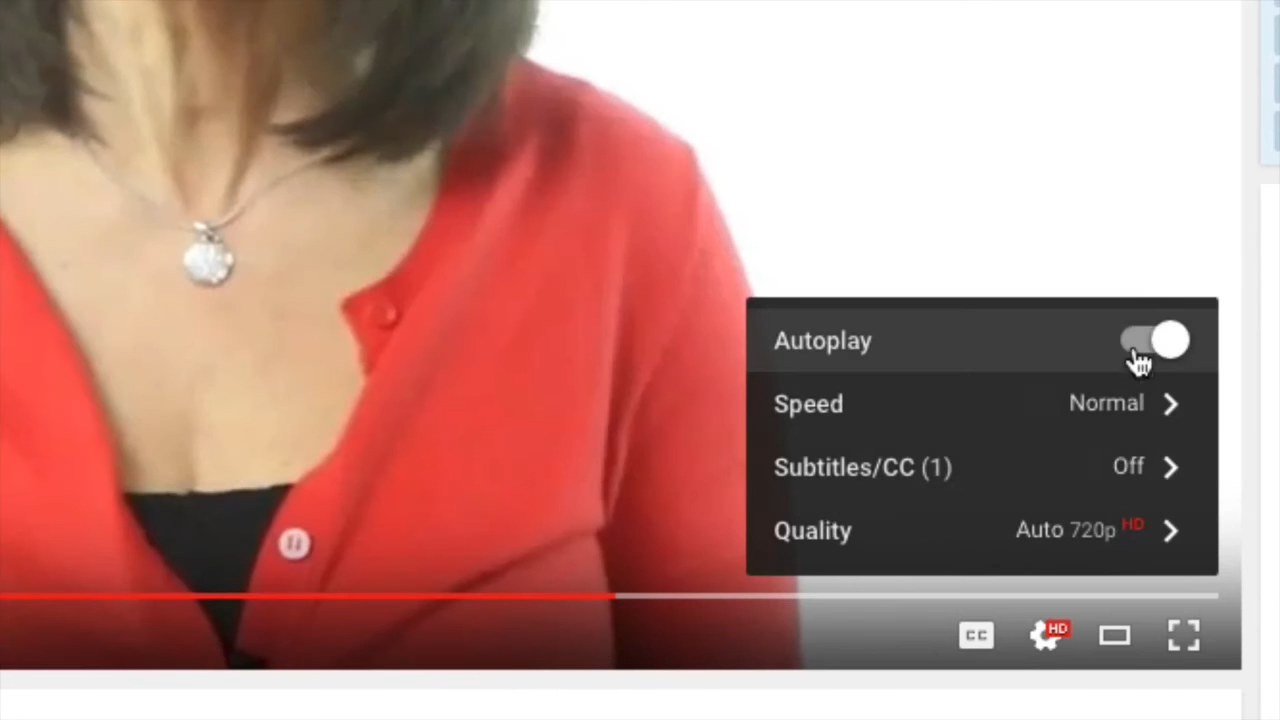 Autoplay
Speed Normal
Subtitles/CC (1) Off
Quality Auto 720p HD
CC HD